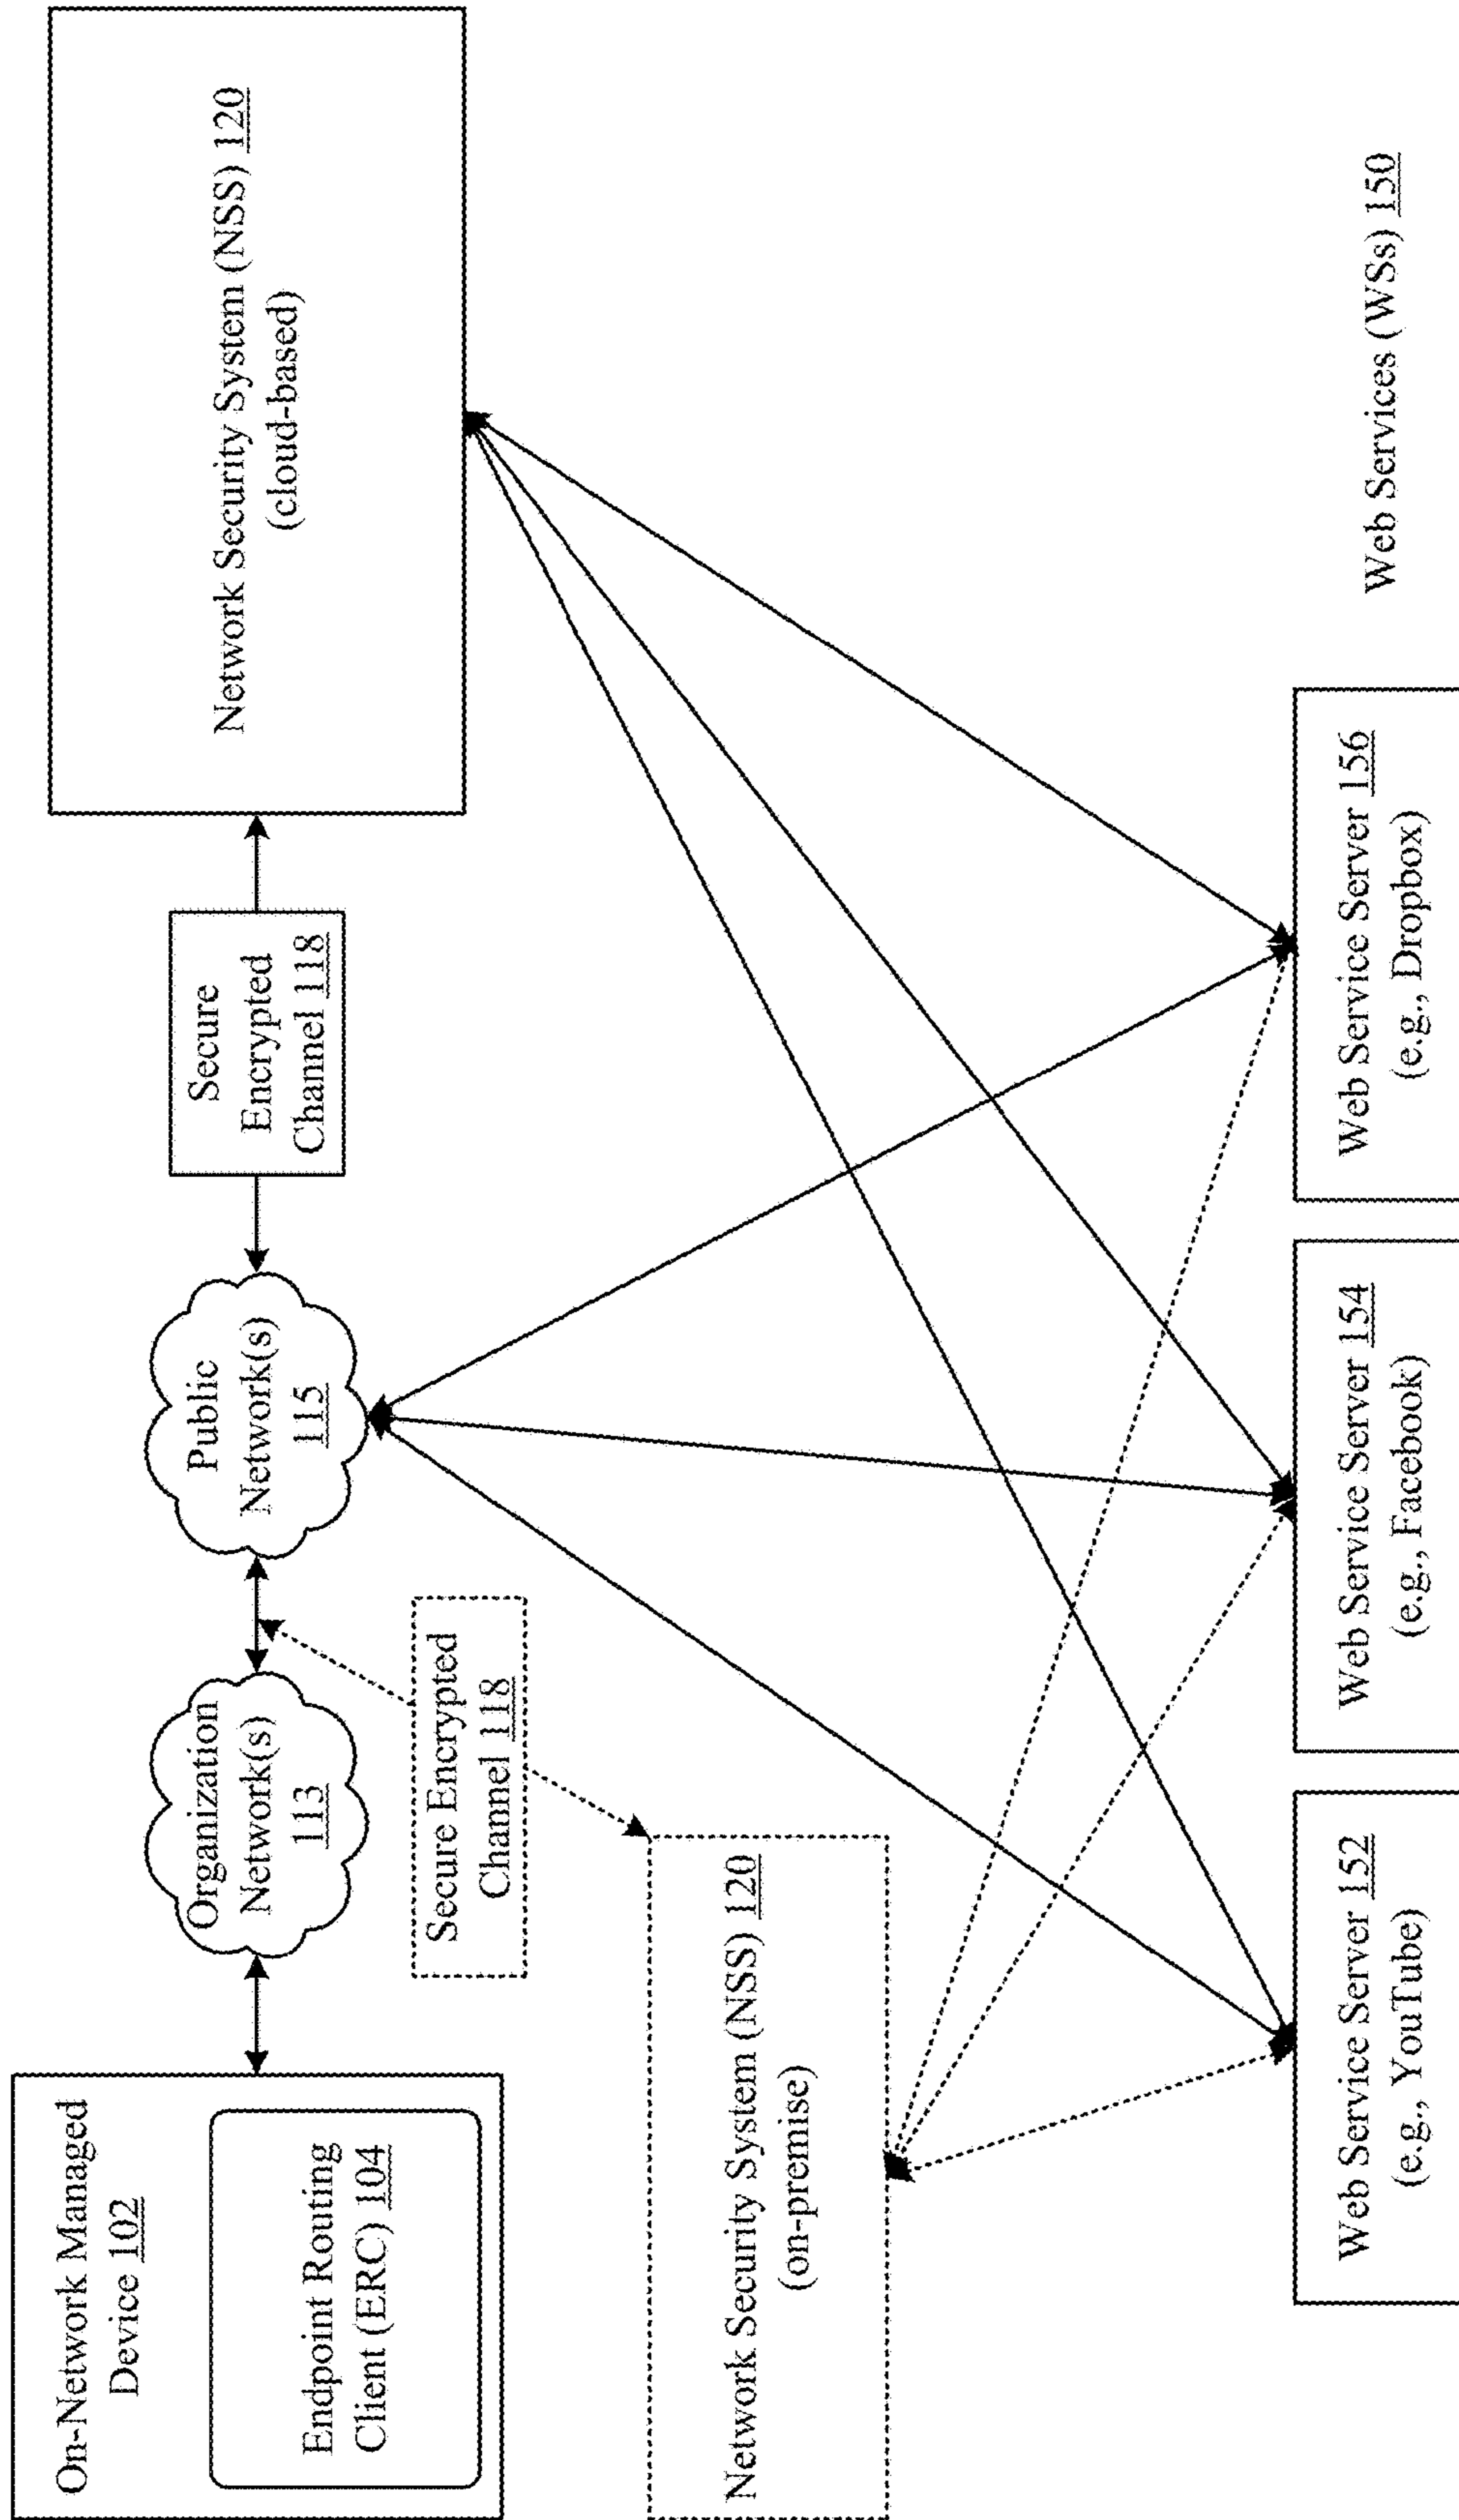 On-Network Managed
Device 102
Endpoint Routing
Client (ERC) 104
Organization
Network(s)
113
Public
Network(s)
115
Secure
Encrypted
Channel 118
Network Security System (NSS) 120
(cloud-based)
Secure Encrypted
Channel 118
Network Security System (NSS) 120
(on-premise)
Web Service Server 152
(e.g., YouTube)
Web Service Server 154
(e.g., Facebook)
Web Service Server 156
(e.g., Dropbox)
Web Services (WSs) 150